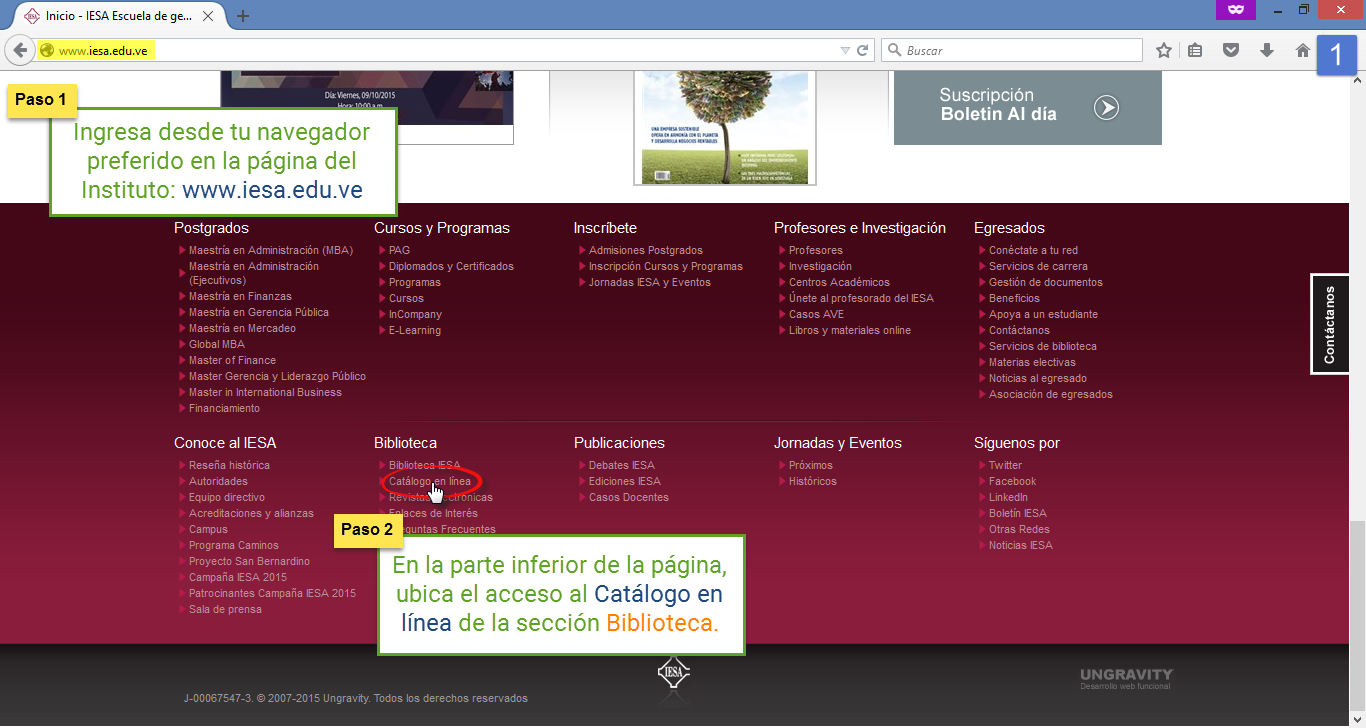 Inicio - IESA Escuela de ge...
www.iesa.edu.ve
Buscar
1
Día: Viernes, 09/10/2015
Hora: 10:00 a.m.
UNA EMPRESA SOSTENIBLE
OPERA EN ARMONÍA CON EL PLANETA
Y DESARROLLA NEGOCIOS RENTABLES
Suscripción
Boletin Al día
Paso 1
Ingresa desde tu navegador
preferido en la página del
Instituto: www.iesa.edu.ve
Contáctanos
Postgrados
Maestría en Administración (MBA)
Maestría en Administración
(Ejecutivos)
Maestría en Finanzas
Maestría en Gerencia Pública
Maestría en Mercadeo
Global MBA
Master of Finance
Master Gerencia y Liderazgo Público
Master in International Business
Financiamiento
Cursos y Programas
PAG
Diplomados y Certificados
Programas
Cursos
InCompany
E-Learning
Inscríbete
Admisiones Postgrados
Inscripción Cursos y Programas
Jornadas IESA y Eventos
Profesores e Investigación
Profesores
Investigación
Centros Académicos
Únete al profesorado del IESA
Casos AVE
Libros y materiales online
Egresados
Conéctate a tu red
Servicios de carrera
Gestión de documentos
Beneficios
Apoya a un estudiante
Contáctanos
Servicios de biblioteca
Materias electivas
Noticias al egresado
Asociación de egresados
Conoce al IESA
Reseña histórica
Autoridades
Equipo directivo
Acreditaciones y alianzas
Campus
Programa Caminos
Proyecto San Bernardino
Campaña IESA 2015
Patrocinantes Campaña IESA 2015
Sala de prensa
Biblioteca
Biblioteca IESA
Catálogo en línea
Revistas electrónicas
Enlaces de Interés
Preguntas Frecuentes
Paso 2
En la parte inferior de la página,
ubica el acceso al Catálogo en
línea de la sección Biblioteca.
Publicaciones
Debates IESA
Ediciones IESA
Casos Docentes
Jornadas y Eventos
Próximos
Históricos
Síguenos por
Twitter
Facebook
LinkedIn
Boletín IESA
Otras Redes
Noticias IESA
IESA
J-00067547-3. © 2007-2015 Ungravity. Todos los derechos reservados
UNGRAVITY
Desarrollo web funcional